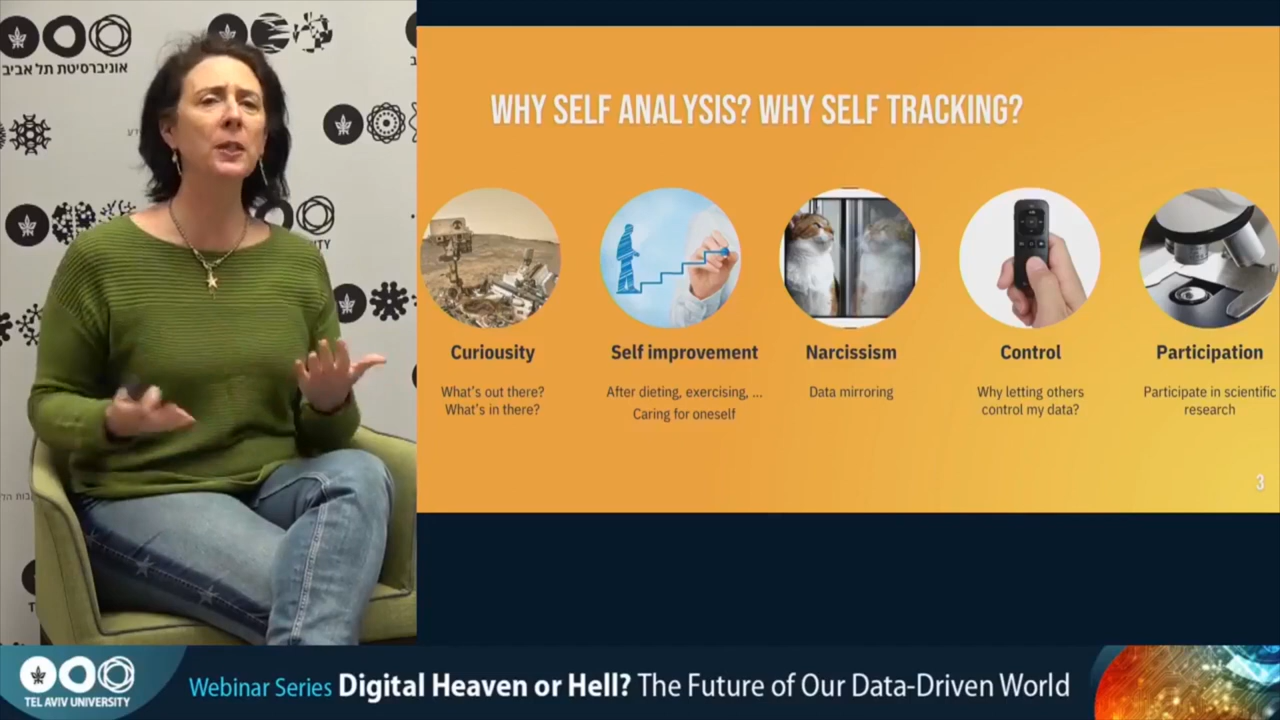 אוניברסיטת תל אביב
WHY SELF ANALYSIS? WHY SELF TRACKING?
Curiousity
What's out there?
What's in there?
Self improvement
After dieting, exercising, ...
Caring for oneself
Narcissism
Data mirroring
Control
Why letting others
control my data?
Participation
Participate in scientific
research
3
TEL AVIV UNIVERSITY
Webinar Series Digital Heaven or Hell? The Future of Our Data-Driven World